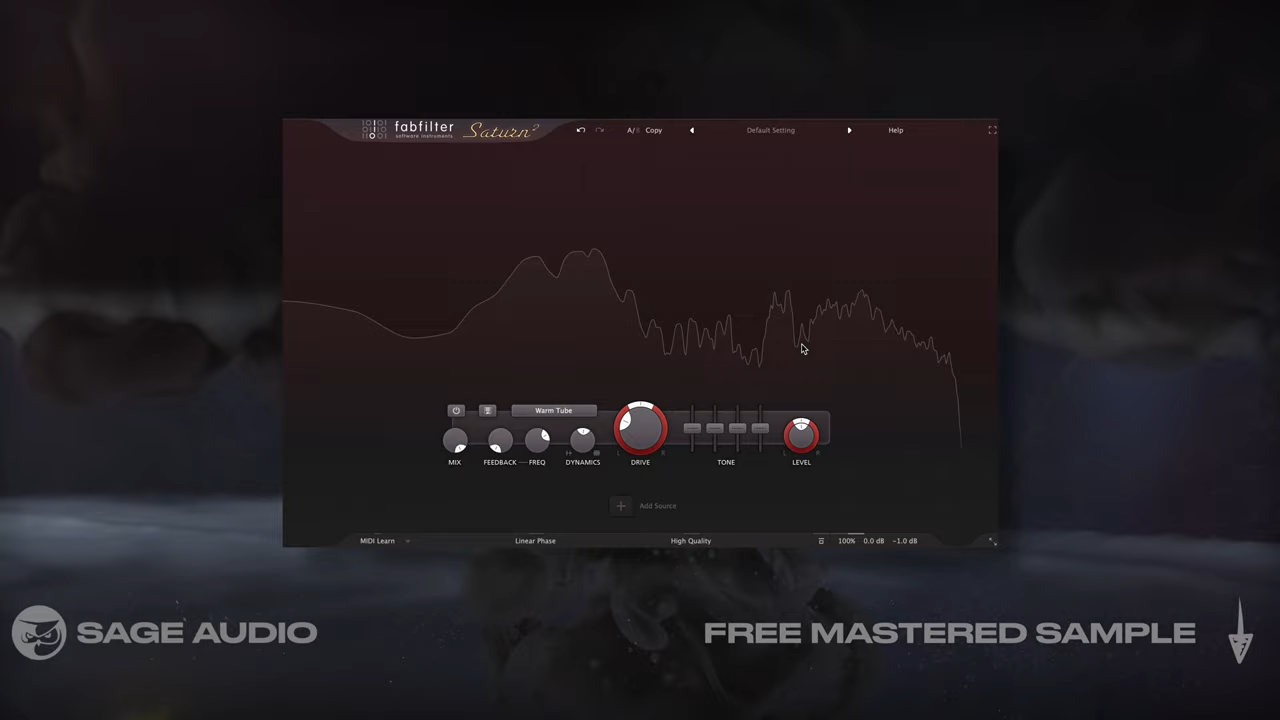 fabfilter
software instruments
Saturn 2
A/B Copy
Default Setting
Help
Warm Tube
MIX
FEEDBACK
FREQ
DYNAMICS
L R
DRIVE
TONE
L R
LEVEL
+ Add Source
MIDI Learn
Linear Phase
High Quality
100% 0.0 dB -1.0 dB
SAGE AUDIO
FREE MASTERED SAMPLE